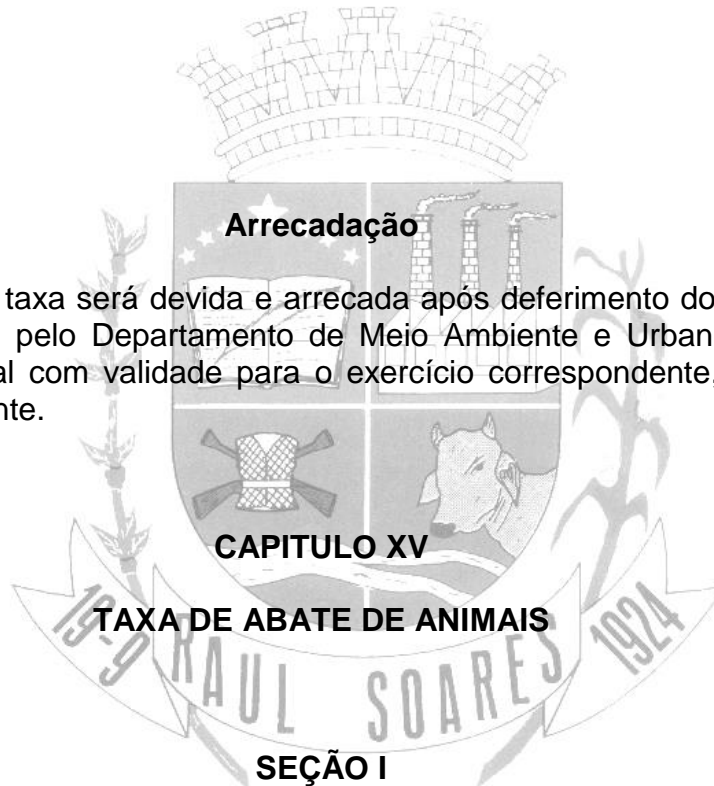 Arrecadação
taxa será devida e arrecada após deferimento do
pelo Departamento de Meio Ambiente e Urban
al com validade para o exercício correspondente,
nte.
CAPITULO XV
TAXA DE ABATE DE ANIMAIS
19-9 RAUL SOARES 1924
SEÇÃO I